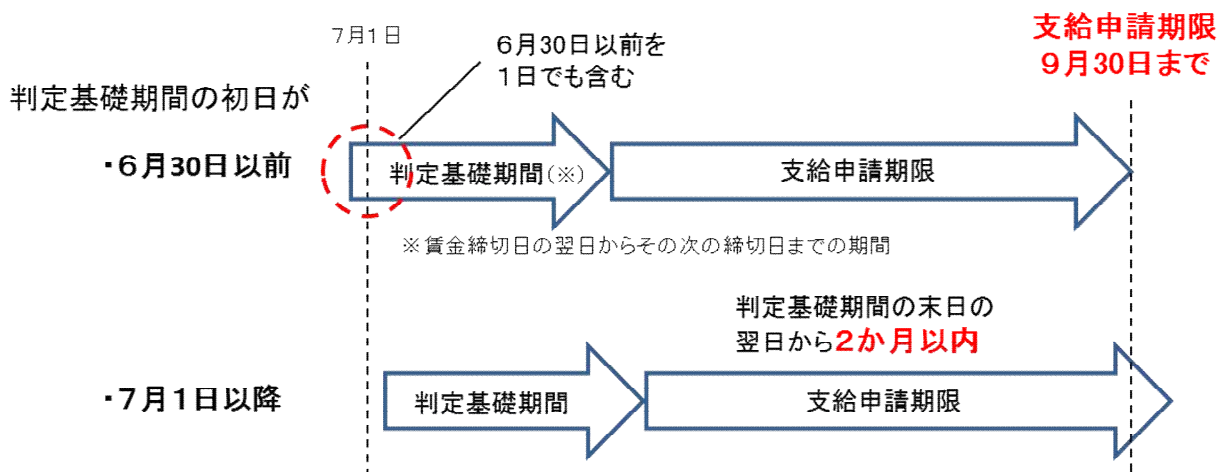 7月1日
6月30日以前を
1日でも含む
支給申請期限
9月30日まで
判定基礎期間の初日が
・6月30日以前
判定基礎期間(※)
支給申請期限
※賃金締切日の翌日からその次の締切日までの期間
判定基礎期間の末日の
翌日から2か月以内
・7月1日以降
判定基礎期間
支給申請期限